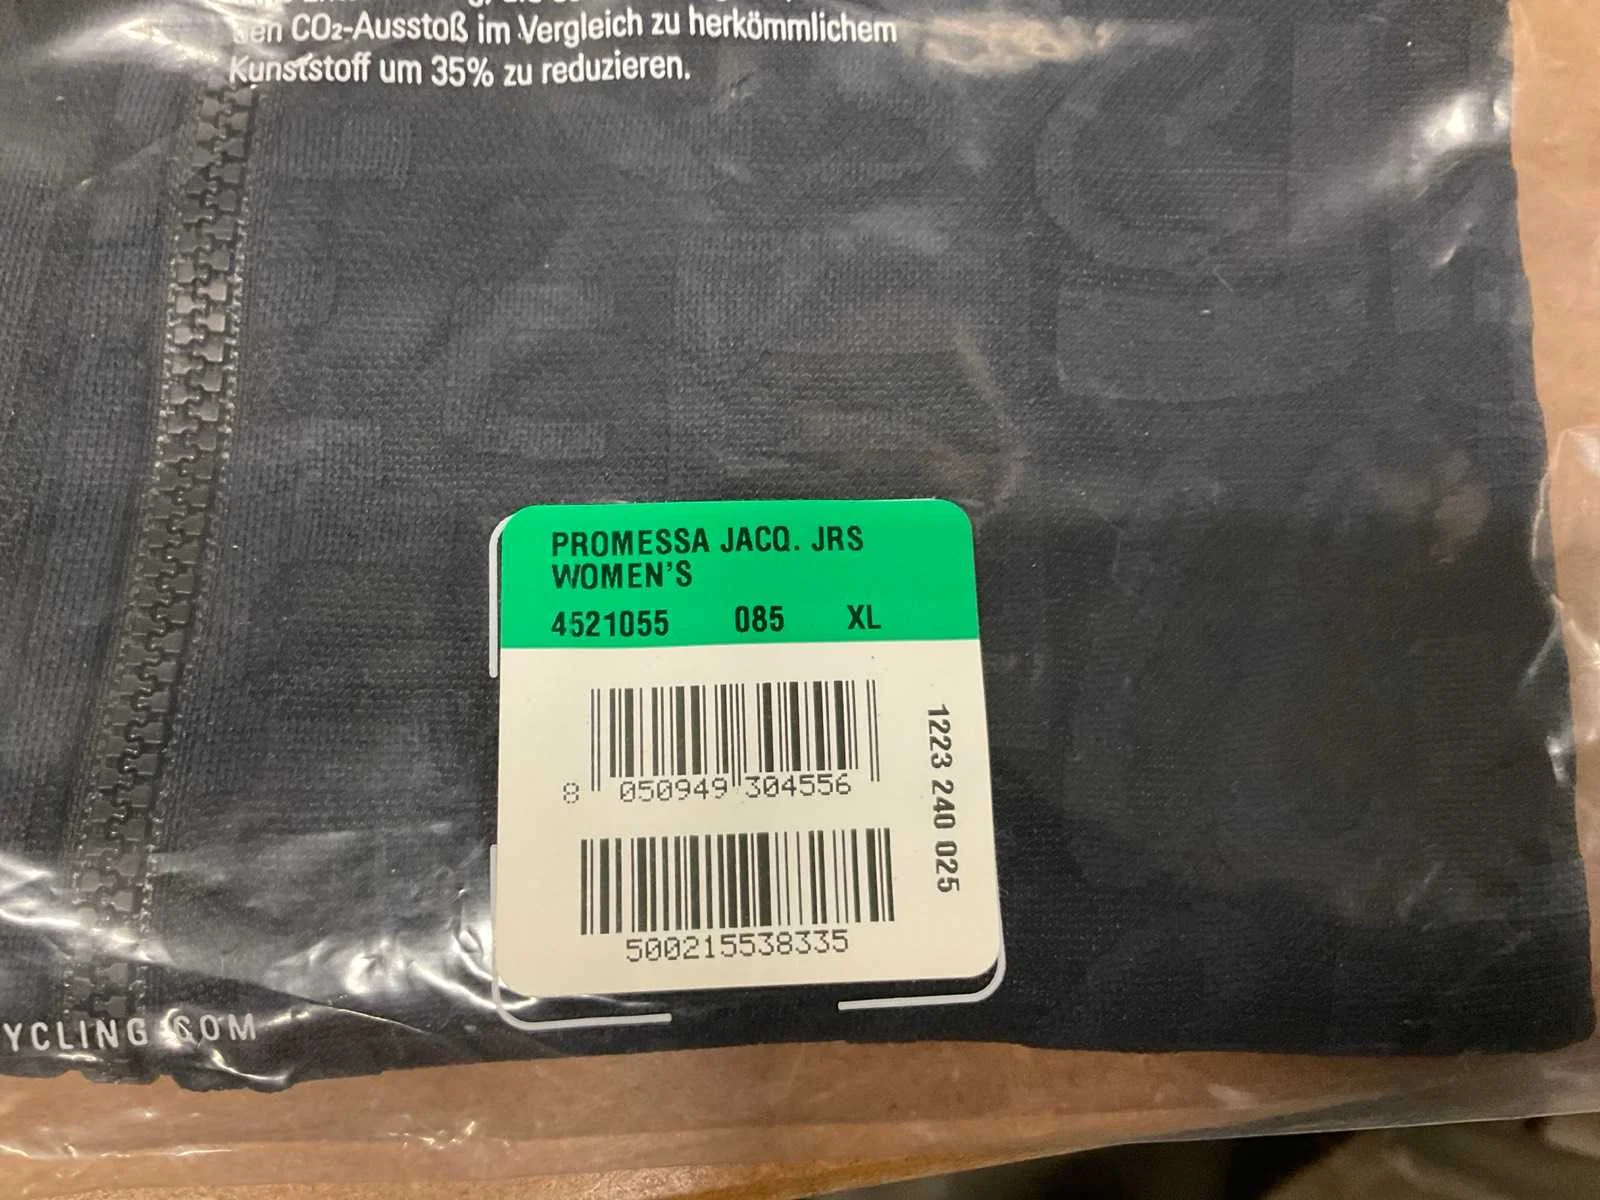 den CO₂-Ausstoß im Vergleich zu herkömmlichem
Kunststoff um 35% zu reduzieren.
PROMESSA JACQ. JRS
WOMEN'S
4521055 085 XL
8 050949 304556
1223 240 025
500215538335
YCLING.COM